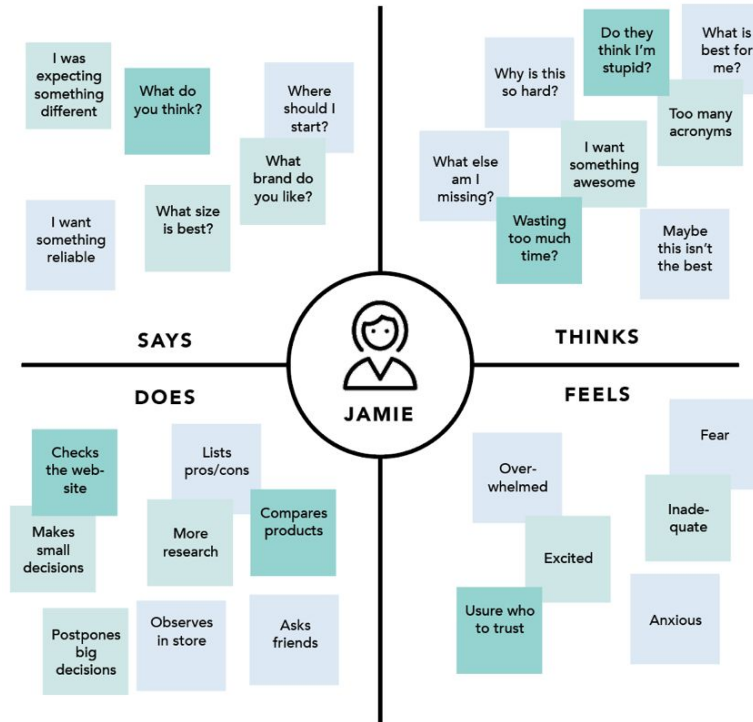 I was
expecting
something
different
What do
you think?
Where
should I
start?
What
brand do
you like?
I want
something
reliable
What size
is best?
SAYS
Do they
think I'm
stupid?
What is
best for
me?
Why is this
so hard?
Too many
acronyms
What else
am I
missing?
I want
something
awesome
Wasting
too much
time?
Maybe
this isn't
the best
THINKS
JAMIE
DOES
Checks
the web-
site
Lists
pros/cons
Makes
small
decisions
More
research
Compares
products
Postpones
big
decisions
Observes
in store
Asks
friends
FEELS
Fear
Over-
whelmed
Inade-
quate
Excited
Usure who
to trust
Anxious